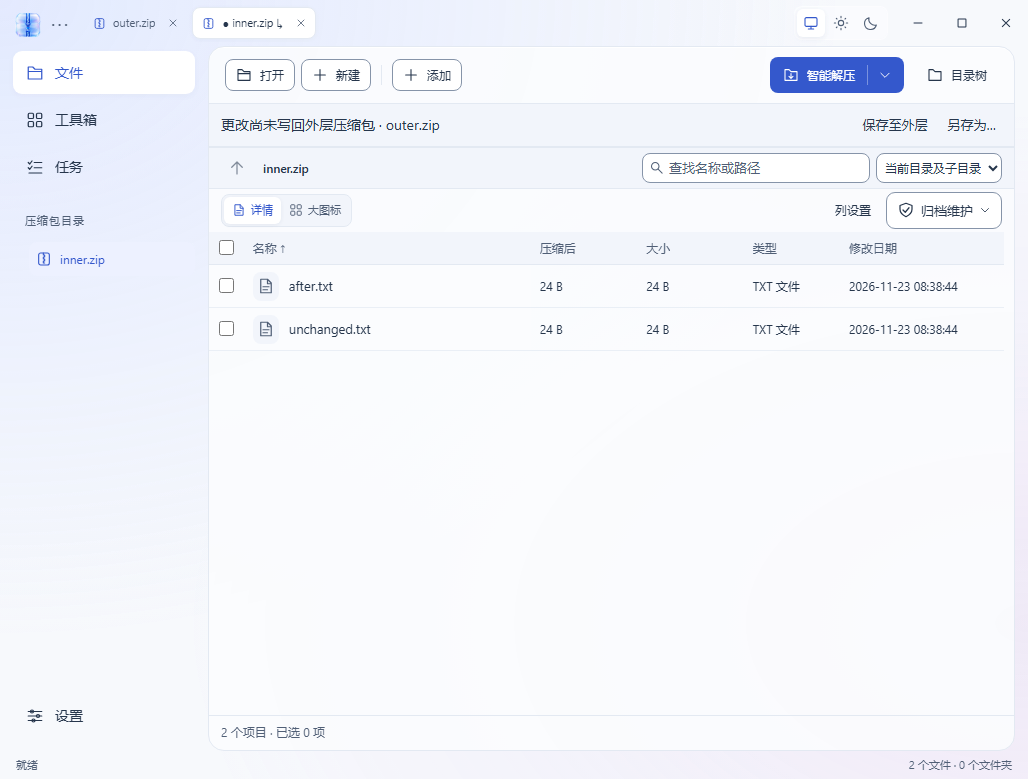 ··· outer.zip × ● inner.zip ↳ ×
文件
工具箱
任务
压缩包目录
inner.zip
设置
就绪
打开 新建 添加 智能解压 目录树
更改尚未写回外层压缩包 · outer.zip 保存至外层 另存为...
inner.zip 查找名称或路径 当前目录及子目录
详情 大图标 列设置 归档维护
名称 ↑ 压缩后 大小 类型 修改日期
after.txt 24 B 24 B TXT 文件 2026-11-23 08:38:44
unchanged.txt 24 B 24 B TXT 文件 2026-11-23 08:38:44
2 个项目 · 已选 0 项
2 个文件 · 0 个文件夹